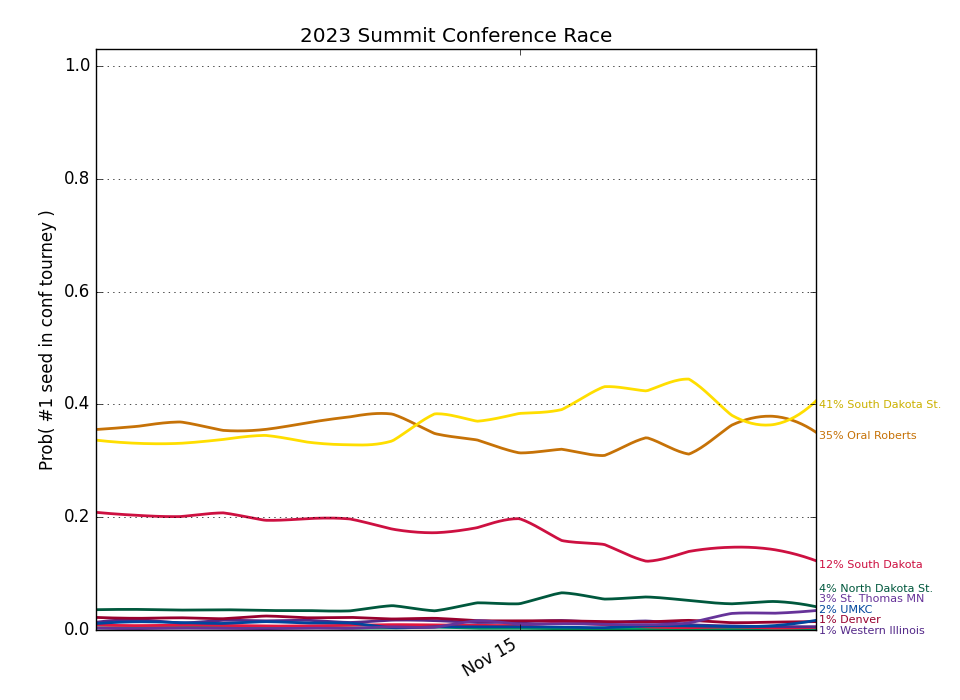 2023 Summit Conference Race
Prob( #1 seed in conf tourney )
1.0
0.8
0.6
0.4
0.2
0.0
Nov 15
41% South Dakota St.
35% Oral Roberts
12% South Dakota
4% North Dakota St.
3% St. Thomas MN
2% UMKC
1% Denver
1% Western Illinois